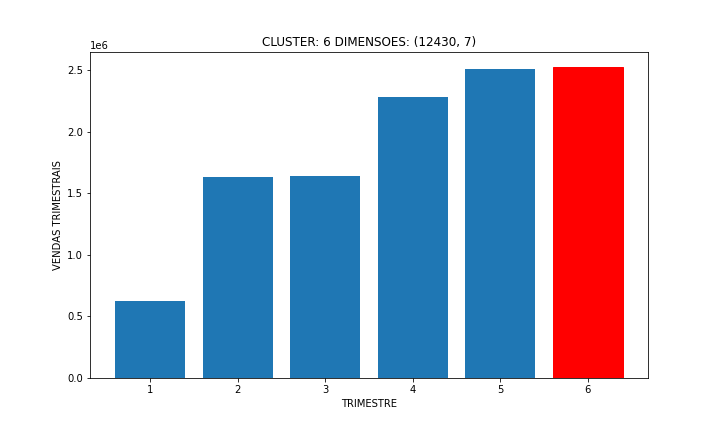 CLUSTER: 6 DIMENSOES: (12430, 7)
1e6
2.5
2.0
1.5
1.0
0.5
0.0
VENDAS TRIMESTRAIS
1 2 3 4 5 6
TRIMESTRE